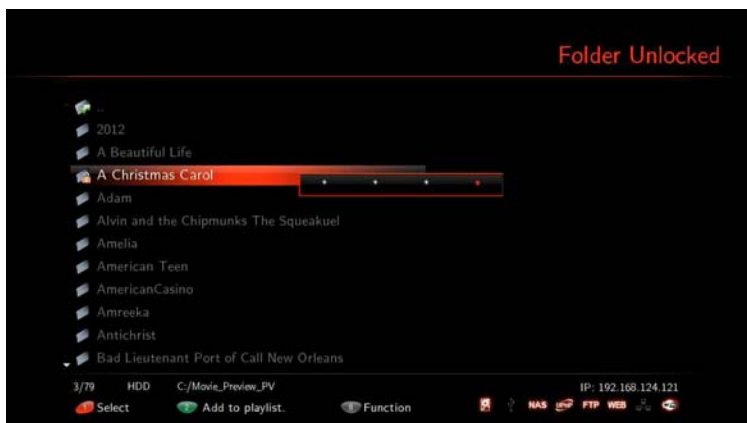 Folder Unlocked
..
2012
A Beautiful Life
A Christmas Carol
* * * *
Adam
Alvin and the Chipmunks The Squeakuel
Amelia
American Teen
AmericanCasino
Amreeka
Antichrist
Bad Lieutenant Port of Call New Orleans
3/79 HDD C:/Movie_Preview_PV IP: 192.168.124.121
Select Add to playlist. Function NAS UPnP FTP WEB